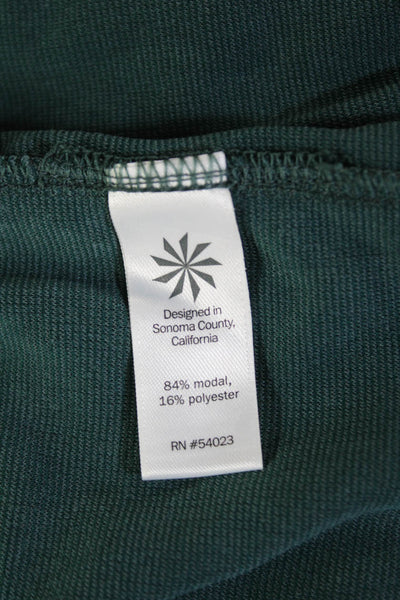 Designed in
Sonoma County,
California
84% modal,
16% polyester
RN #54023